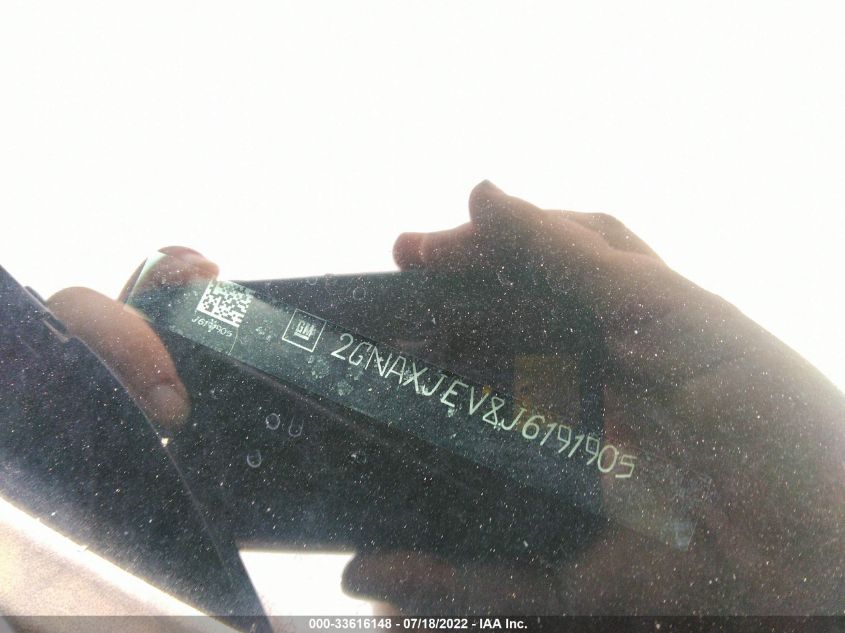 J6191905
GM
2GNAXJEV8J6191905
000-33616148 - 07/18/2022 - IAA Inc.